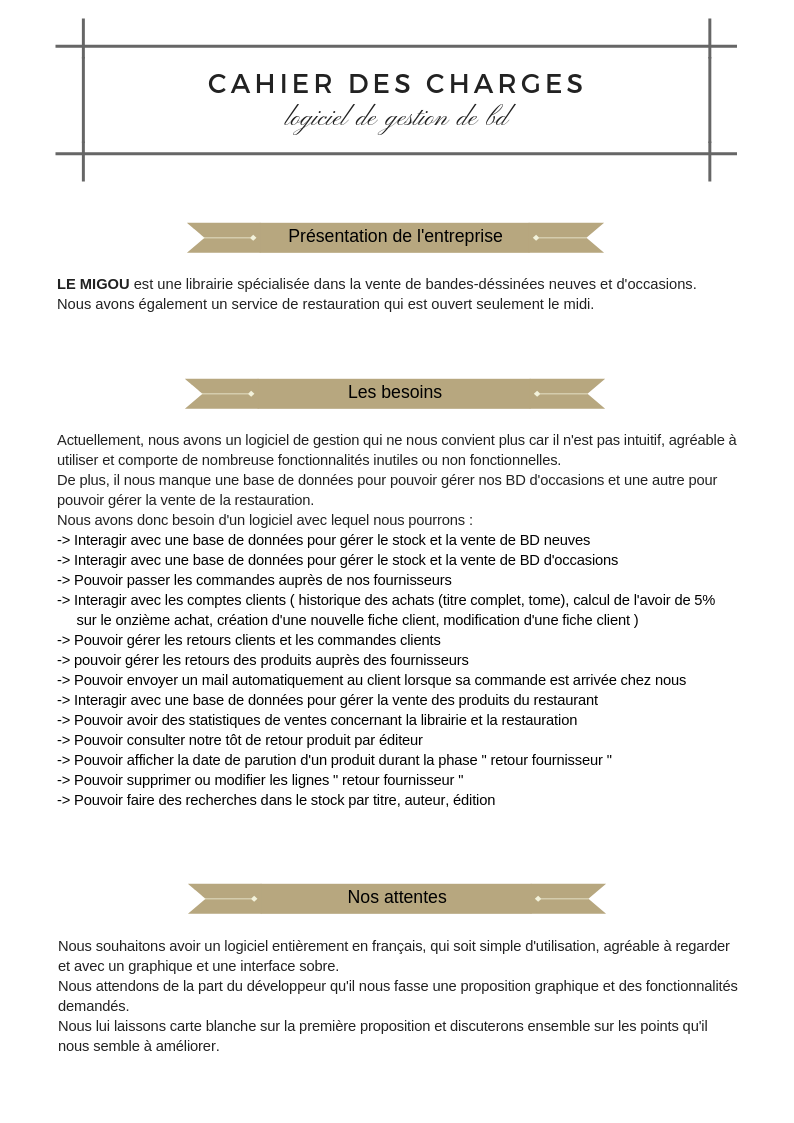 CAHIER DES CHARGES
logiciel de gestion de bd
Présentation de l'entreprise
LE MIGOU est une librairie spécialisée dans la vente de bandes-déssinées neuves et d'occasions.
Nous avons également un service de restauration qui est ouvert seulement le midi.
Les besoins
Actuellement, nous avons un logiciel de gestion qui ne nous convient plus car il n'est pas intuitif, agréable à
utiliser et comporte de nombreuse fonctionnalités inutiles ou non fonctionnelles.
De plus, il nous manque une base de données pour pouvoir gérer nos BD d'occasions et une autre pour
pouvoir gérer la vente de la restauration.
Nous avons donc besoin d'un logiciel avec lequel nous pourrons :
-> Interagir avec une base de données pour gérer le stock et la vente de BD neuves
-> Interagir avec une base de données pour gérer le stock et la vente de BD d'occasions
-> Pouvoir passer les commandes auprès de nos fournisseurs
-> Interagir avec les comptes clients ( historique des achats (titre complet, tome), calcul de l'avoir de 5%
sur le onzième achat, création d'une nouvelle fiche client, modification d'une fiche client )
-> Pouvoir gérer les retours clients et les commandes clients
-> pouvoir gérer les retours des produits auprès des fournisseurs
-> Pouvoir envoyer un mail automatiquement au client lorsque sa commande est arrivée chez nous
-> Interagir avec une base de données pour gérer la vente des produits du restaurant
-> Pouvoir avoir des statistiques de ventes concernant la librairie et la restauration
-> Pouvoir consulter notre tôt de retour produit par éditeur
-> Pouvoir afficher la date de parution d'un produit durant la phase " retour fournisseur "
-> Pouvoir supprimer ou modifier les lignes " retour fournisseur "
-> Pouvoir faire des recherches dans le stock par titre, auteur, édition
Nos attentes
Nous souhaitons avoir un logiciel entièrement en français, qui soit simple d'utilisation, agréable à regarder
et avec un graphique et une interface sobre.
Nous attendons de la part du développeur qu'il nous fasse une proposition graphique et des fonctionnalités
demandés.
Nous lui laissons carte blanche sur la première proposition et discuterons ensemble sur les points qu'il
nous semble à améliorer.